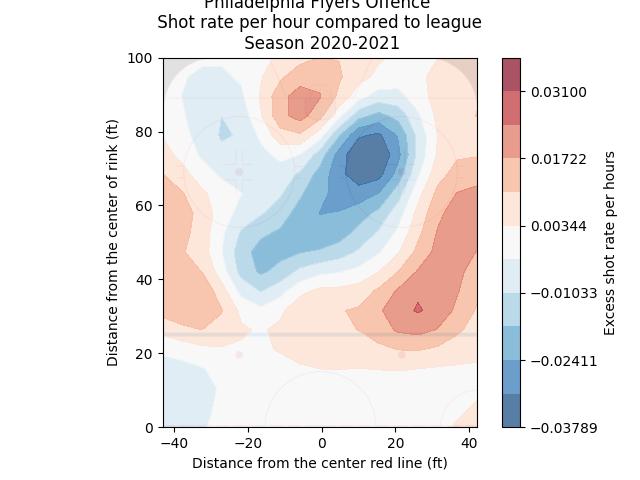 Philadelphia Flyers Offence
Shot rate per hour compared to league
Season 2020-2021
100
80
60
40
20
0
−40
−20
0
20
40
Distance from the center of rink (ft)
Distance from the center red line (ft)
0.03100
0.01722
0.00344
−0.01033
−0.02411
−0.03789
Excess shot rate per hours